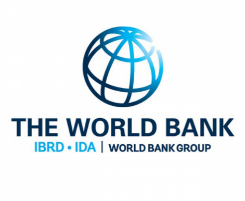 THE WORLD BANK
IBRD • IDA | WORLD BANK GROUP